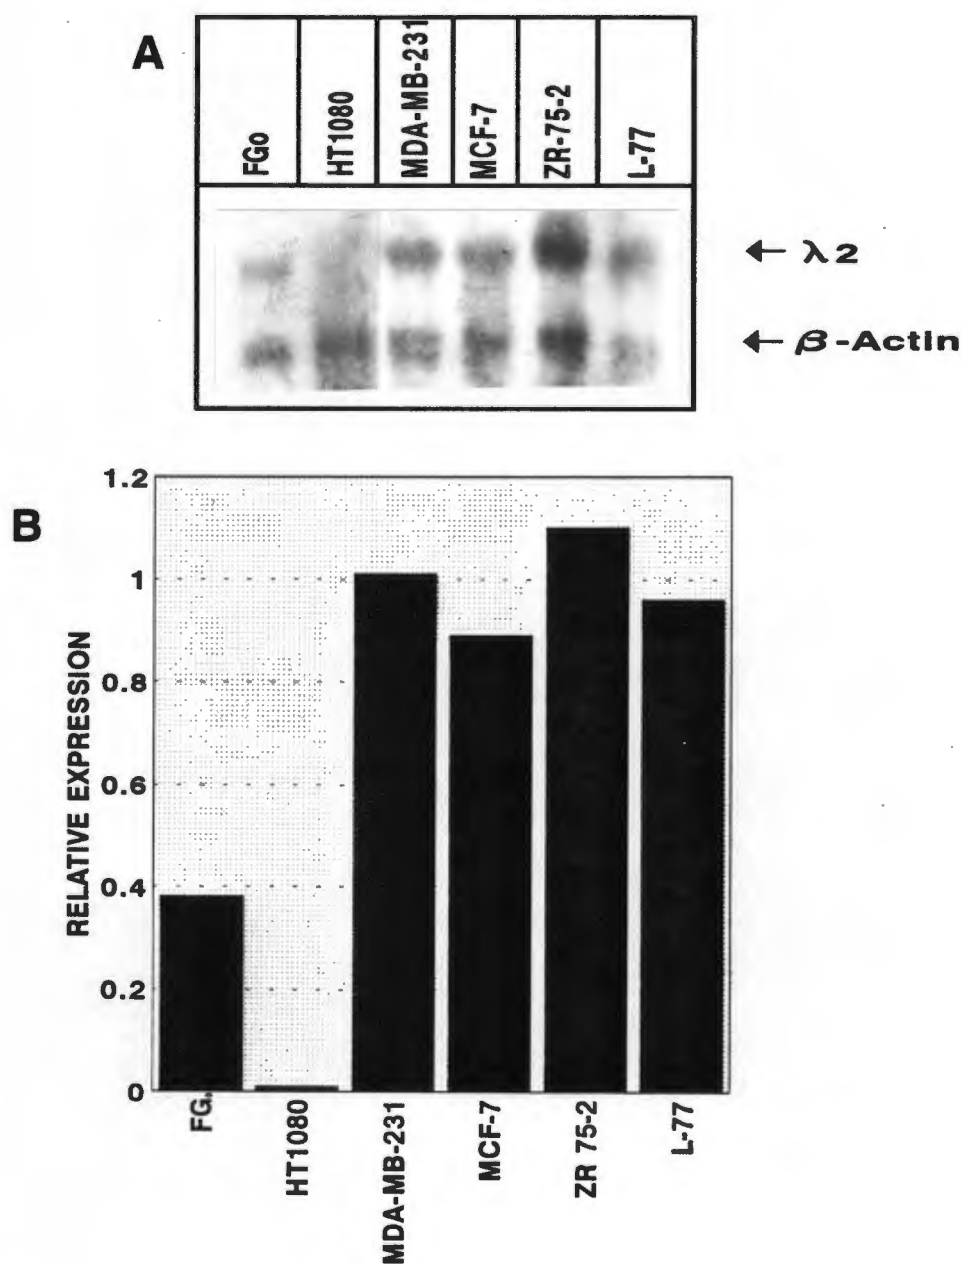 A
FGo
HT1080
MDA-MB-231
MCF-7
ZR-75-2
L-77
← λ2
← β-Actin
B
RELATIVE EXPRESSION
1.2
1
0.8
0.6
0.4
0.2
0
FG.
HT1080
MDA-MB-231
MCF-7
ZR 75-2
L-77